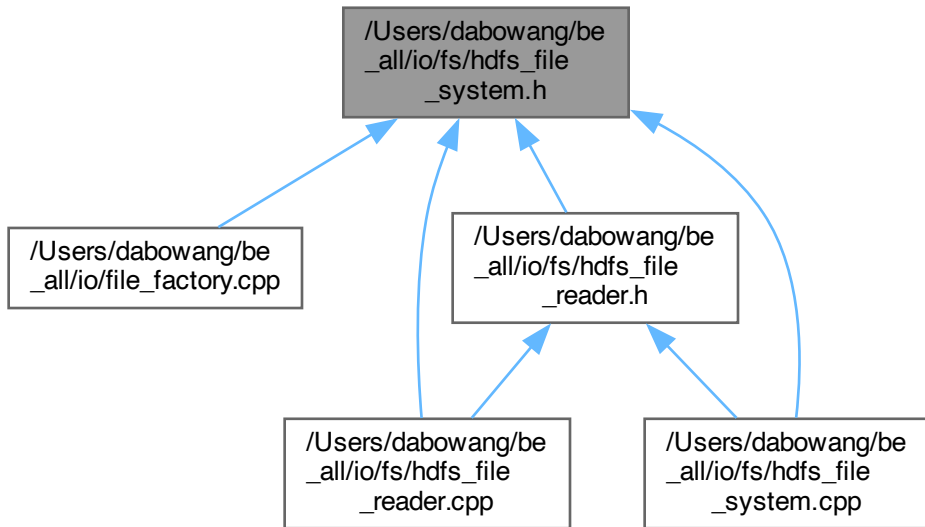 /Users/dabowang/be
_all/io/fs/hdfs_file
_system.h
/Users/dabowang/be
_all/io/file_factory.cpp
/Users/dabowang/be
_all/io/fs/hdfs_file
_reader.h
/Users/dabowang/be
_all/io/fs/hdfs_file
_reader.cpp
/Users/dabowang/be
_all/io/fs/hdfs_file
_system.cpp